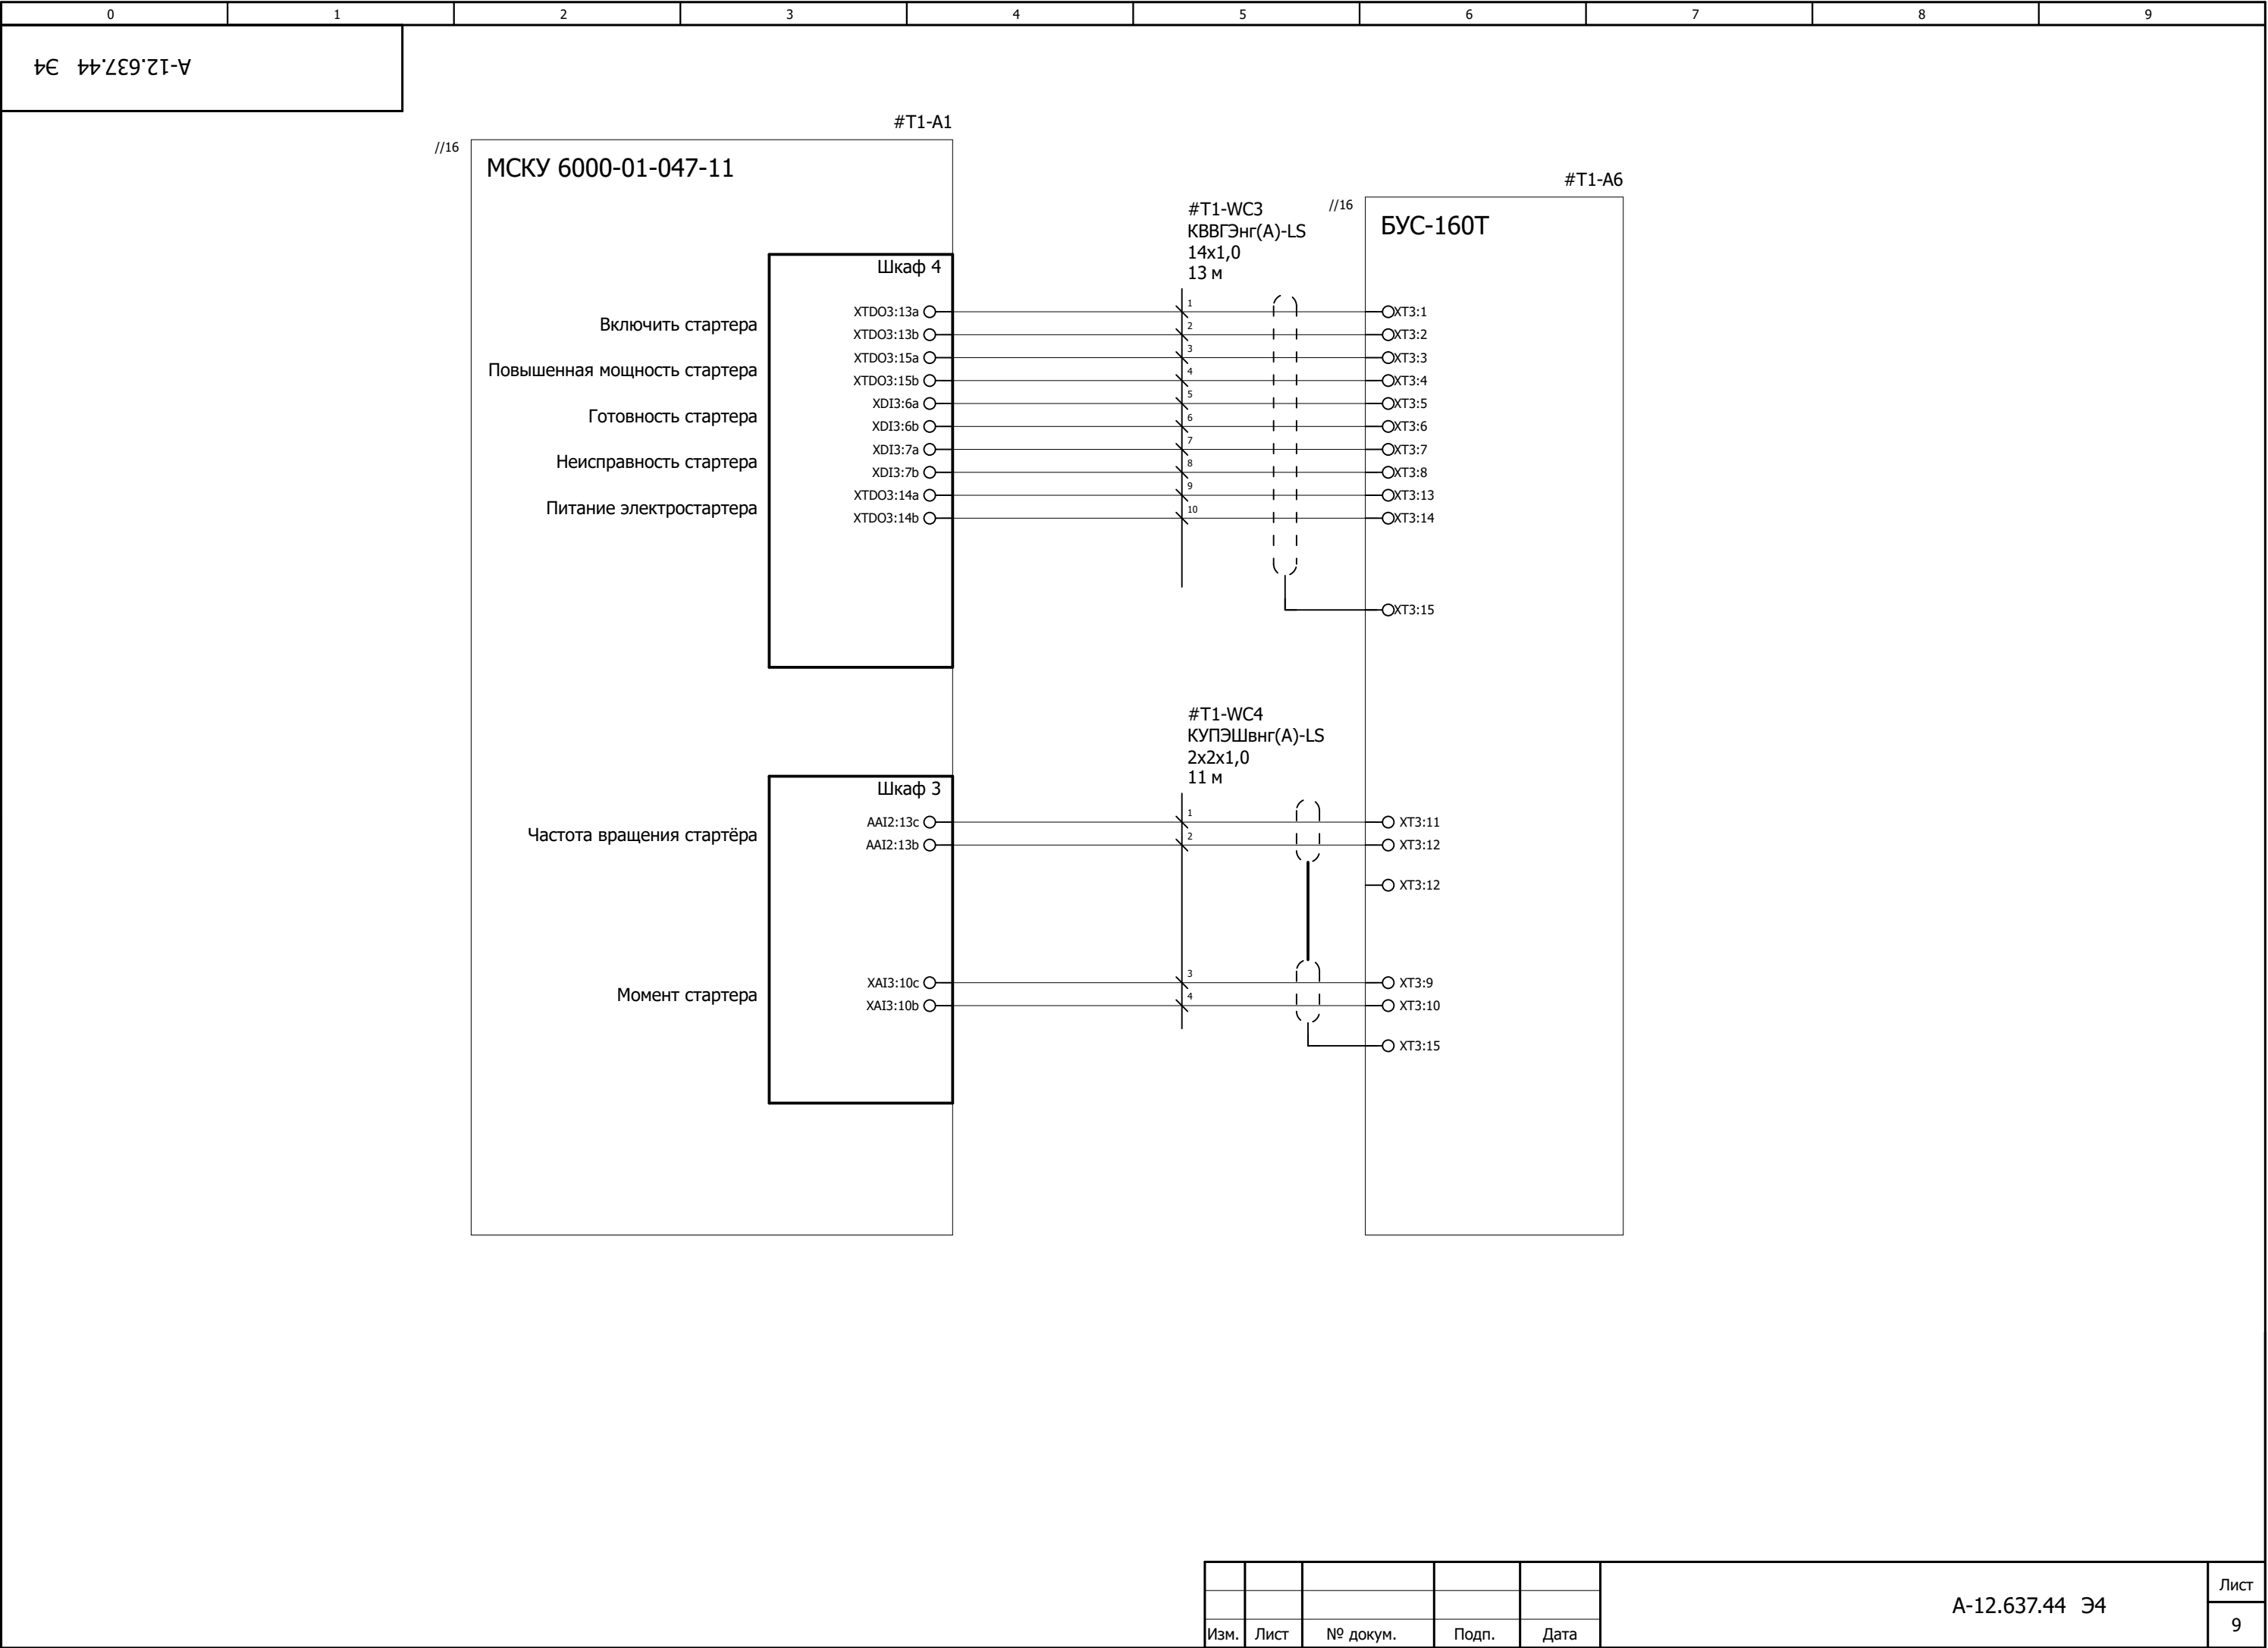 0 1 2 3 4 5 6 7 8 9
А-12.637.44 Э4
#T1-A1
//16
МСКУ 6000-01-047-11
#T1-A6
//16
БУС-160Т
#T1-WC3
КВВГЭнг(А)-LS
14x1,0
13 м
Шкаф 4
Включить стартера
XTDO3:13a
1
XT3:1
XTDO3:13b
2
XT3:2
Повышенная мощность стартера
XTDO3:15a
3
XT3:3
XTDO3:15b
4
XT3:4
Готовность стартера
XDI3:6a
5
XT3:5
XDI3:6b
6
XT3:6
Неисправность стартера
XDI3:7a
7
XT3:7
XDI3:7b
8
XT3:8
Питание электростартера
XTDO3:14a
9
XT3:13
XTDO3:14b
10
XT3:14
XT3:15
#T1-WC4
КУПЭШвнг(А)-LS
2x2x1,0
11 м
Шкаф 3
Частота вращения стартёра
AAI2:13c
1
XT3:11
AAI2:13b
2
XT3:12
XT3:12
Момент стартера
XAI3:10c
3
XT3:9
XAI3:10b
4
XT3:10
XT3:15
Изм. Лист № докум. Подп. Дата
А-12.637.44 Э4
Лист
9